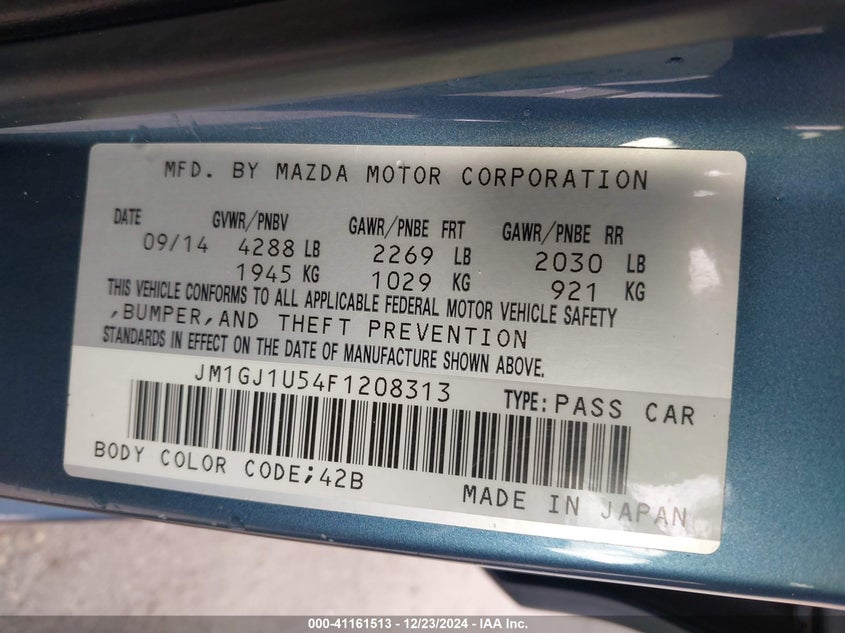 MFD. BY MAZDA MOTOR CORPORATION
DATE GVWR/PNBV GAWR/PNBE FRT GAWR/PNBE RR
09/14 4288 LB 2269 LB 2030 LB
1945 KG 1029 KG 921 KG
THIS VEHICLE CONFORMS TO ALL APPLICABLE FEDERAL MOTOR VEHICLE SAFETY
,BUMPER,AND THEFT PREVENTION
STANDARDS IN EFFECT ON THE DATE OF MANUFACTURE SHOWN ABOVE.
JM1GJ1U54F1208313 TYPE: PASS CAR
BODY COLOR CODE;42B MADE IN JAPAN
000-41161513 - 12/23/2024 - IAA Inc.